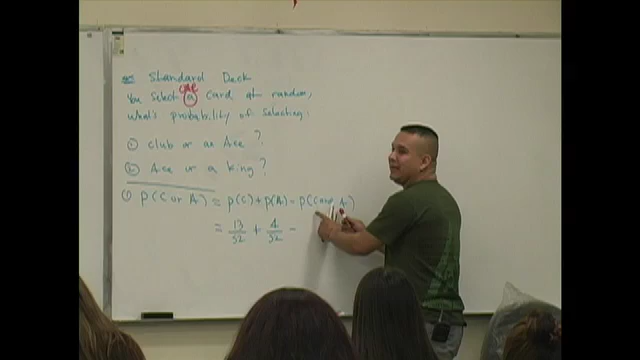 ex Standard Deck
one
You select a card at random,
what's probability of selecting:
① club or an Ace ?
② Ace or a king ?
① P(C or A) = P(C) + P(A) - P(C and A)
= 13/52 + 4/52 -